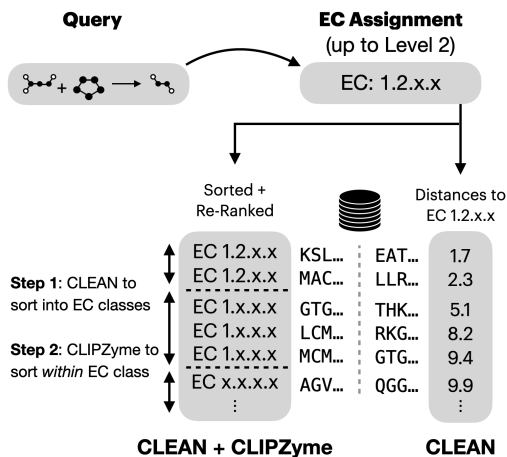 Query
EC Assignment
(up to Level 2)
+
EC: 1.2.x.x
Sorted +
Re-Ranked
Distances to
EC 1.2.x.x
EC 1.2.x.x KSL... EAT... 1.7
EC 1.2.x.x MAC... LLR... 2.3
Step 1: CLEAN to
sort into EC classes
EC 1.x.x.x GTG... THK... 5.1
EC 1.x.x.x LCM... RKG... 8.2
EC 1.x.x.x MCM... GTG... 9.4
Step 2: CLIPZyme to
sort within EC class
EC x.x.x.x AGV... QGG... 9.9
⋮ ⋮
CLEAN + CLIPZyme
CLEAN